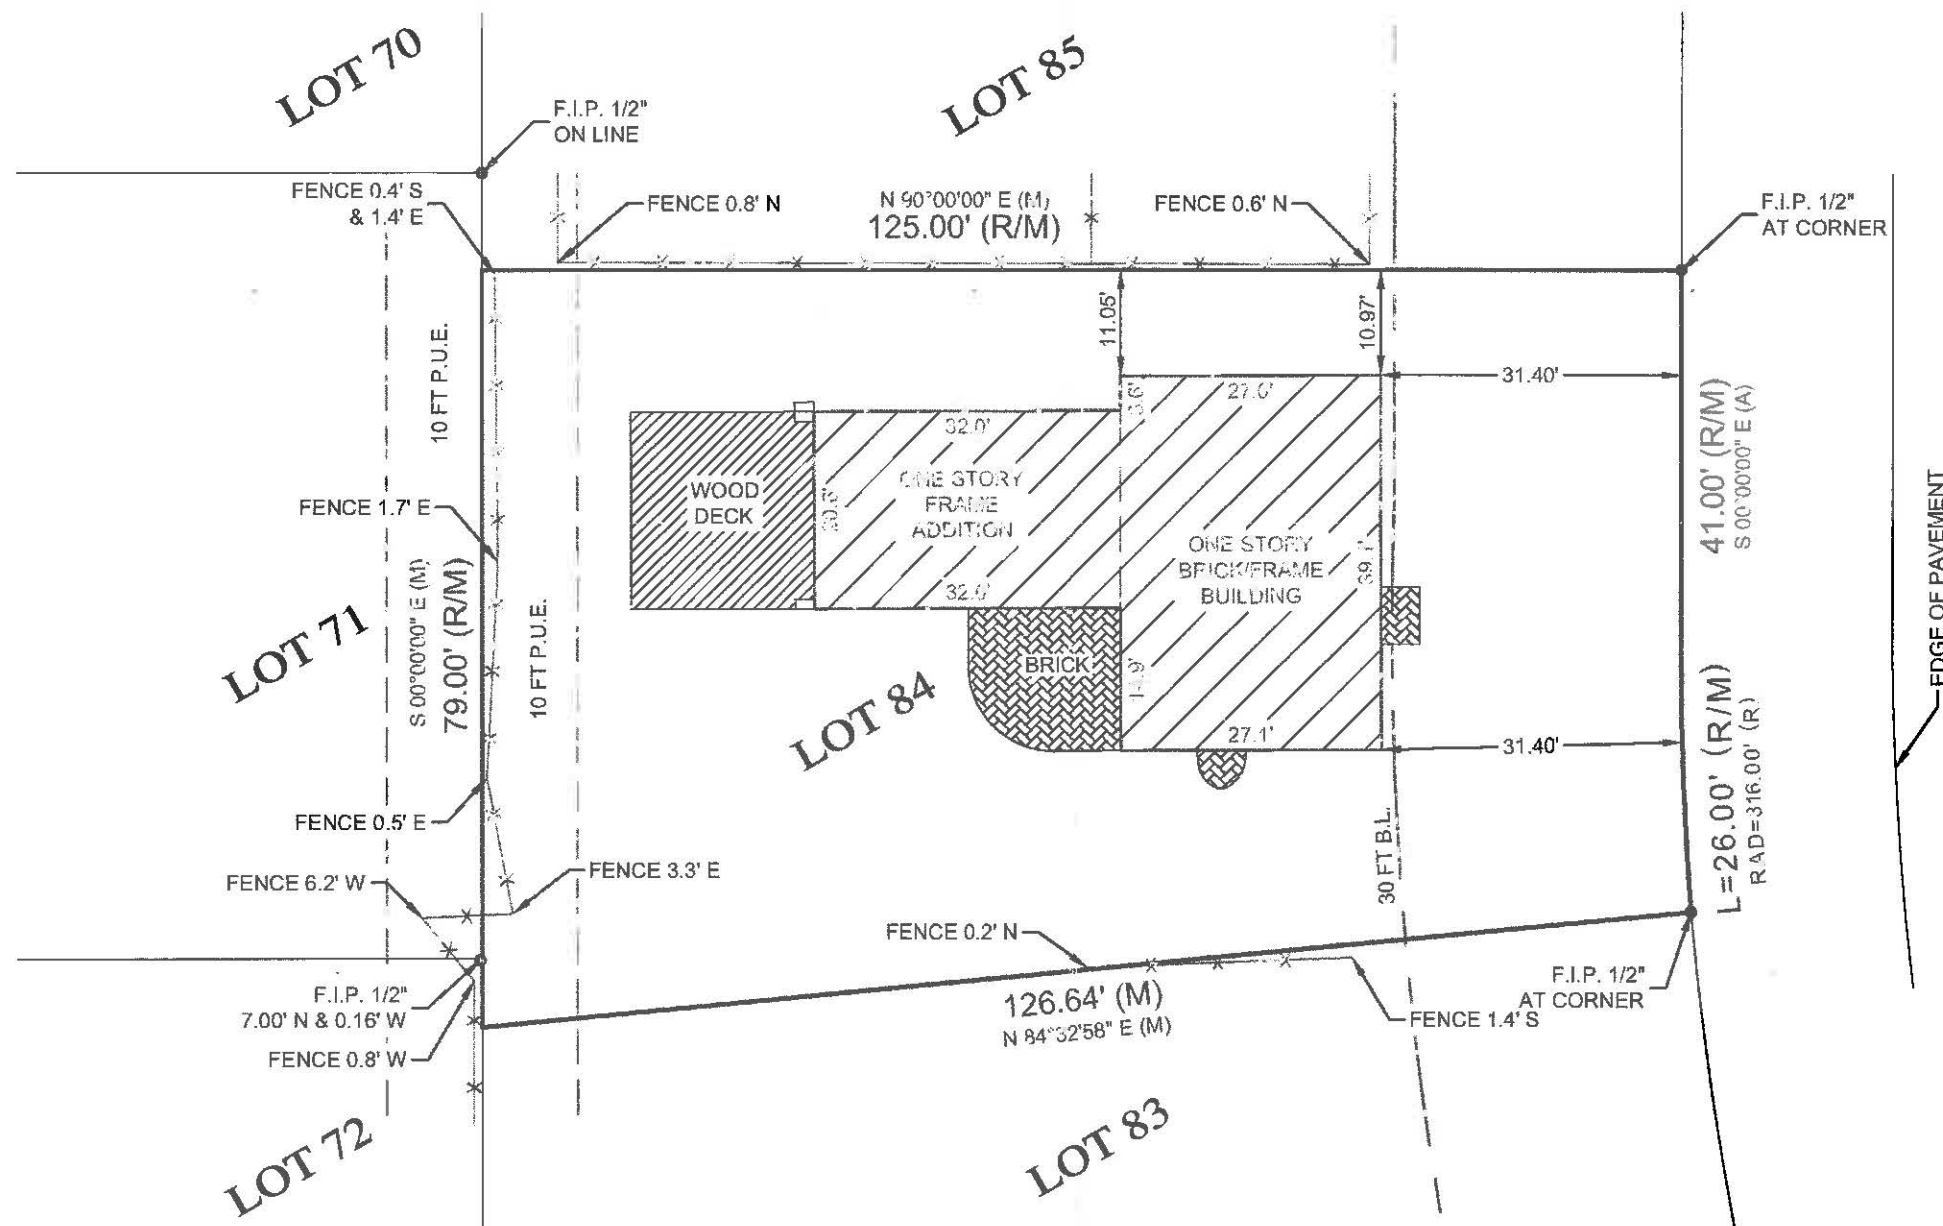 LOT 70
LOT 85
F.I.P. 1/2"
ON LINE
FENCE 0.4' S
& 1.4' E
FENCE 0.8' N
N 90°00'00" E (M)
125.00' (R/M)
FENCE 0.6' N
F.I.P. 1/2"
AT CORNER
10 FT P.U.E.
11.05'
10.97'
31.40'
27.0'
3.6'
32.0'
41.00' (R/M)
S 00°00'00" E (A)
WOOD
DECK
ONE STORY
FRAME
ADDITION
FENCE 1.7' E
ONE STORY
BRICK/FRAME
BUILDING
32.0'
EDGE OF PAVEMENT
S 00°00'00" E (M)
79.00' (R/M)
10 FT P.U.E.
LOT 71
BRICK
14.9'
LOT 84
27.1'
31.40'
L=26.00' (R/M)
RAD=316.00' (R)
FENCE 0.5' E
30 FT B.L.
FENCE 6.2' W
FENCE 3.3' E
FENCE 0.2' N
F.I.P. 1/2"
7.00' N & 0.16' W
FENCE 0.8' W
126.64' (M)
N 84°32'58" E (M)
F.I.P. 1/2"
AT CORNER
FENCE 1.4' S
LOT 72
LOT 83